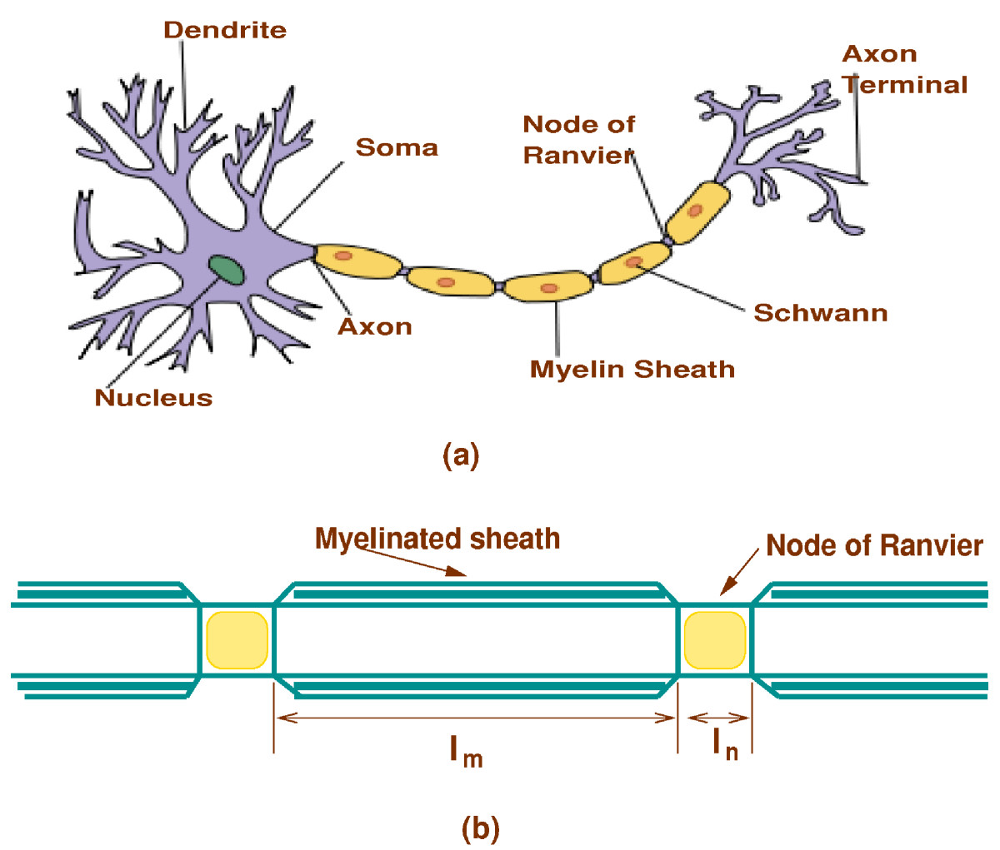 Dendrite
Axon
Terminal
Node of
Ranvier
Soma
Axon
Schwann
Myelin Sheath
Nucleus
(a)
Myelinated sheath
Node of Ranvier
lm
ln
(b)